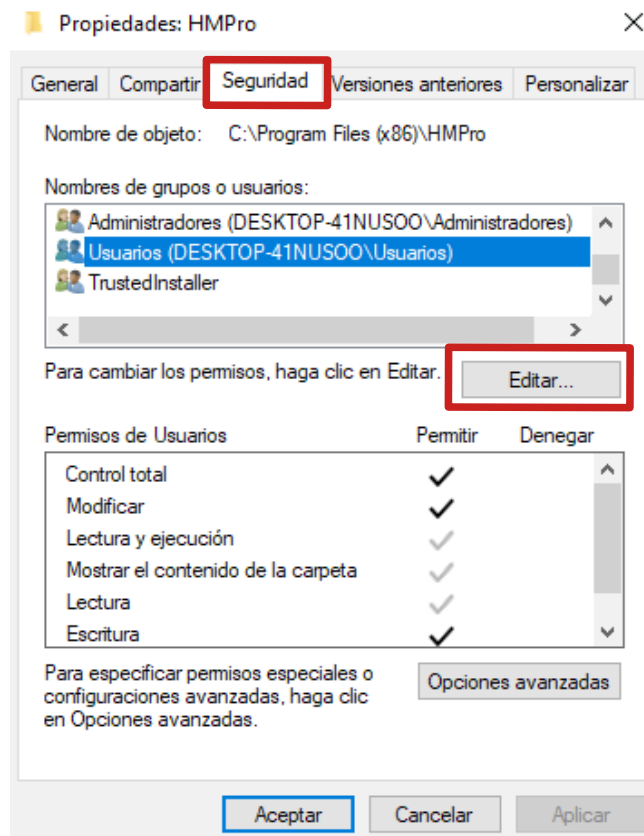 Propiedades: HMPro
General Compartir Seguridad Versiones anteriores Personalizar
Nombre de objeto: C:\Program Files (x86)\HMPro
Nombres de grupos o usuarios:
Administradores (DESKTOP-41NUSOO\Administradores)
Usuarios (DESKTOP-41NUSOO\Usuarios)
TrustedInstaller
Para cambiar los permisos, haga clic en Editar. Editar...
Permisos de Usuarios Permitir Denegar
Control total
Modificar
Lectura y ejecución
Mostrar el contenido de la carpeta
Lectura
Escritura
Para especificar permisos especiales o
configuraciones avanzadas, haga clic
en Opciones avanzadas.
Opciones avanzadas
Aceptar Cancelar Aplicar